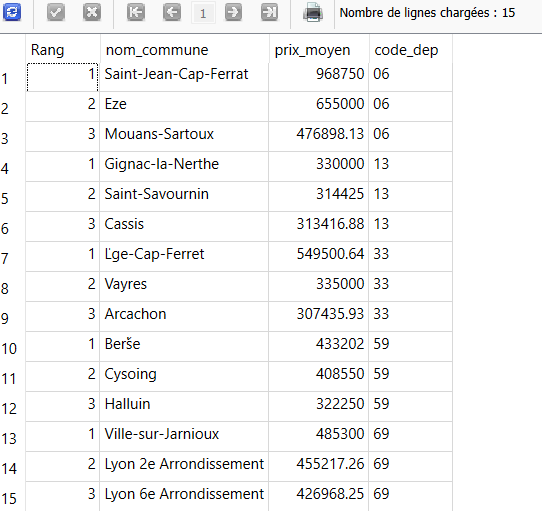 1 Nombre de lignes chargées : 15
Rang nom_commune prix_moyen code_dep
1 1 Saint-Jean-Cap-Ferrat 968750 06
2 2 Eze 655000 06
3 3 Mouans-Sartoux 476898.13 06
4 1 Gignac-la-Nerthe 330000 13
5 2 Saint-Savournin 314425 13
6 3 Cassis 313416.88 13
7 1 Ľge-Cap-Ferret 549500.64 33
8 2 Vayres 335000 33
9 3 Arcachon 307435.93 33
10 1 Berše 433202 59
11 2 Cysoing 408550 59
12 3 Halluin 322250 59
13 1 Ville-sur-Jarnioux 485300 69
14 2 Lyon 2e Arrondissement 455217.26 69
15 3 Lyon 6e Arrondissement 426968.25 69